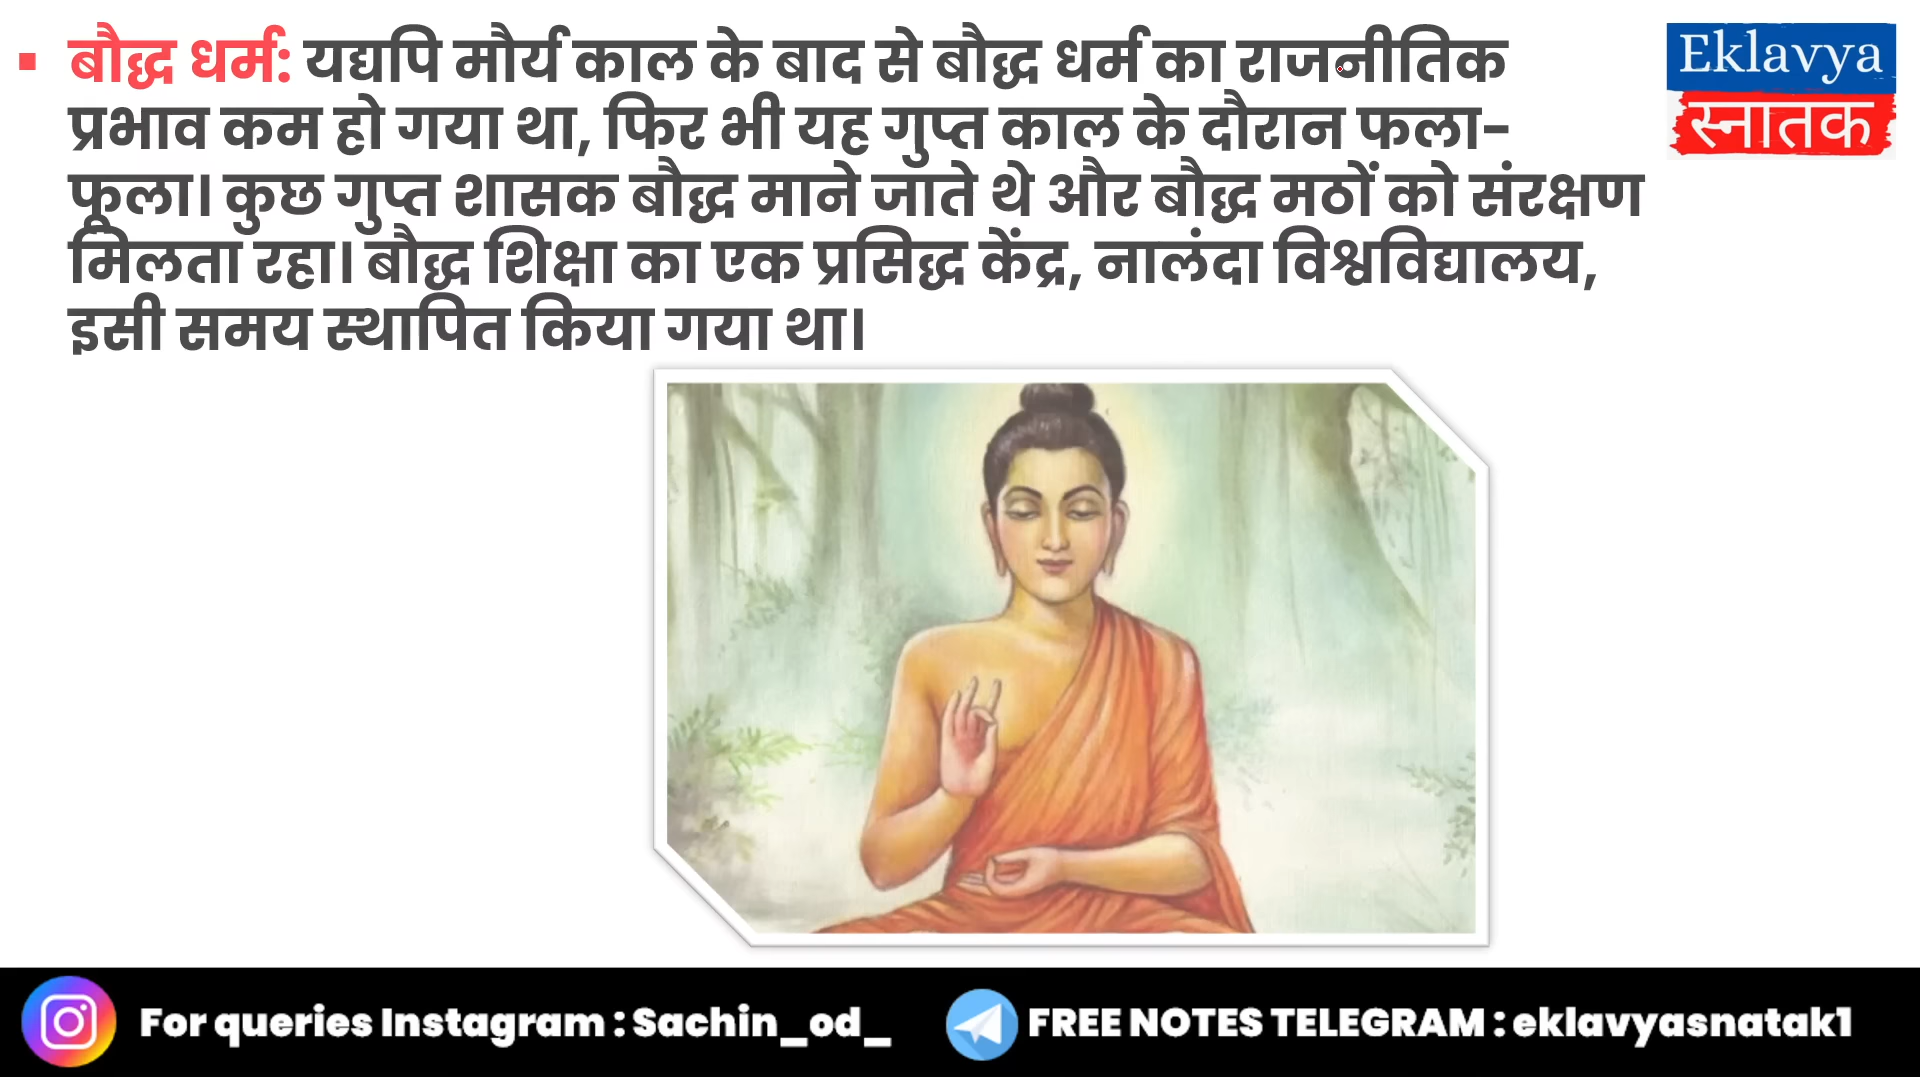 ▪ बौद्ध धर्म: यद्यपि मौर्य काल के बाद से बौद्ध धर्म का राजनीतिक
प्रभाव कम हो गया था, फिर भी यह गुप्त काल के दौरान फला-
फूला। कुछ गुप्त शासक बौद्ध माने जाते थे और बौद्ध मठों को संरक्षण
मिलता रहा। बौद्ध शिक्षा का एक प्रसिद्ध केंद्र, नालंदा विश्वविद्यालय,
इसी समय स्थापित किया गया था।
Eklavya
स्नातक
For queries Instagram : Sachin_od_
FREE NOTES TELEGRAM : eklavyasnatak1